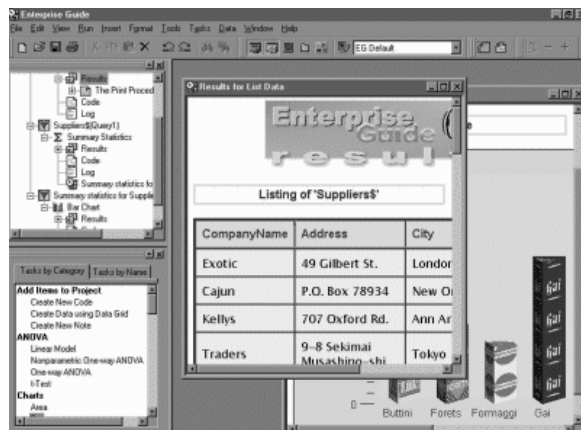 Enterprise Guide
File Edit View Run Insert Format Tools Tasks Data Window Help
EG Default
Results
The Print Proced
Code
Log
Suppliers$(Query1)
Summary Statistics
Results
Code
Log
Summary statistics fo
Summary statistics for Supplie
Bar Chart
Results
Tasks by Category Tasks by Name
Add Items to Project
Create New Code
Create Data using Data Grid
Create New Note
ANOVA
Linear Model
Nonparametric One-way ANOVA
One-way ANOVA
t-Test
Charts
Area
Results for List Data
Enterprise
Guide
resul
Listing of 'Suppliers$'
CompanyName Address City
Exotic 49 Gilbert St. London
Cajun P.O. Box 78934 New O
Kellys 707 Oxford Rd. Ann Ar
Traders 9-8 Sekimai Musashino-shi Tokyo
Gai
Gai
Gai
Gai
0
Buttini Forets Formaggi Gai